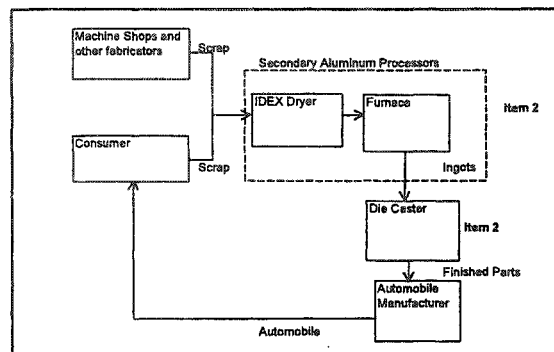 Machine Shops and
other fabricators
Scrap
Secondary Aluminum Processors
IDEX Dryer
Furnace
Item 2
Consumer
Scrap
Ingots
Die Caster
Item 2
Finished Parts
Automobile
Manufacturer
Automobile